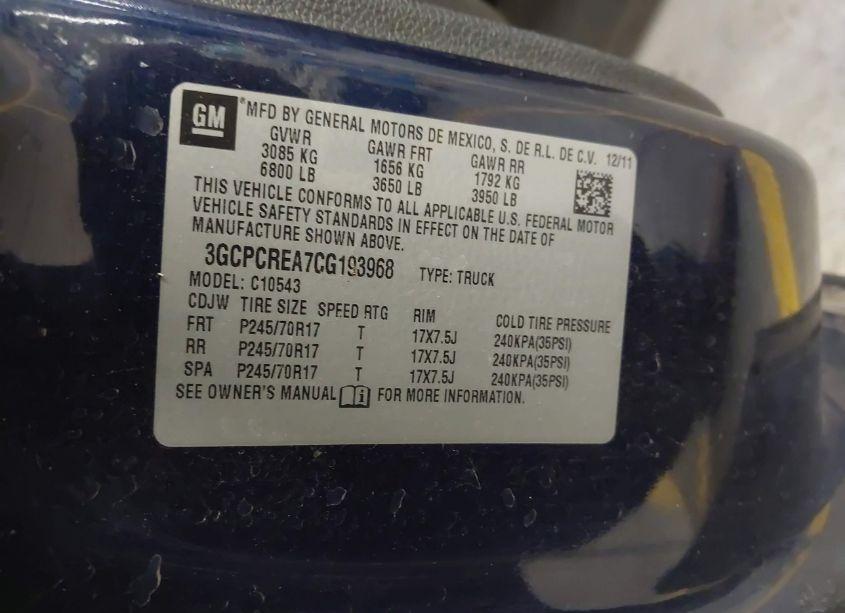 GM
®MFD BY GENERAL MOTORS DE MEXICO, S. DE R.L. DE C.V. 12/11
GVWR GAWR FRT GAWR RR
3085 KG 1656 KG 1792 KG
6800 LB 3650 LB 3950 LB
THIS VEHICLE CONFORMS TO ALL APPLICABLE U.S. FEDERAL MOTOR
VEHICLE SAFETY STANDARDS IN EFFECT ON THE DATE OF
MANUFACTURE SHOWN ABOVE.
3GCPCREA7CG193968 TYPE: TRUCK
MODEL: C10543
CDJW TIRE SIZE SPEED RTG RIM COLD TIRE PRESSURE
FRT P245/70R17 T 17X7.5J 240KPA(35PSI)
RR P245/70R17 T 17X7.5J 240KPA(35PSI)
SPA P245/70R17 T 17X7.5J 240KPA(35PSI)
SEE OWNER'S MANUAL FOR MORE INFORMATION.